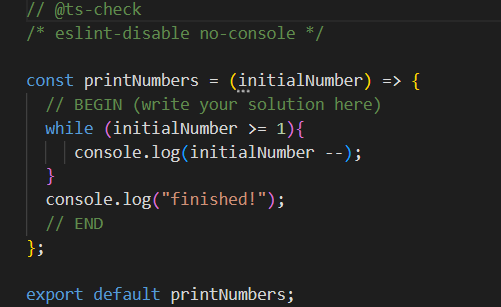 // @ts-check
/* eslint-disable no-console */

const printNumbers = (initialNumber) => {
  // BEGIN (write your solution here)
  while (initialNumber >= 1){
     console.log(initialNumber --);
  }
  console.log("finished!");
  // END
};

export default printNumbers;